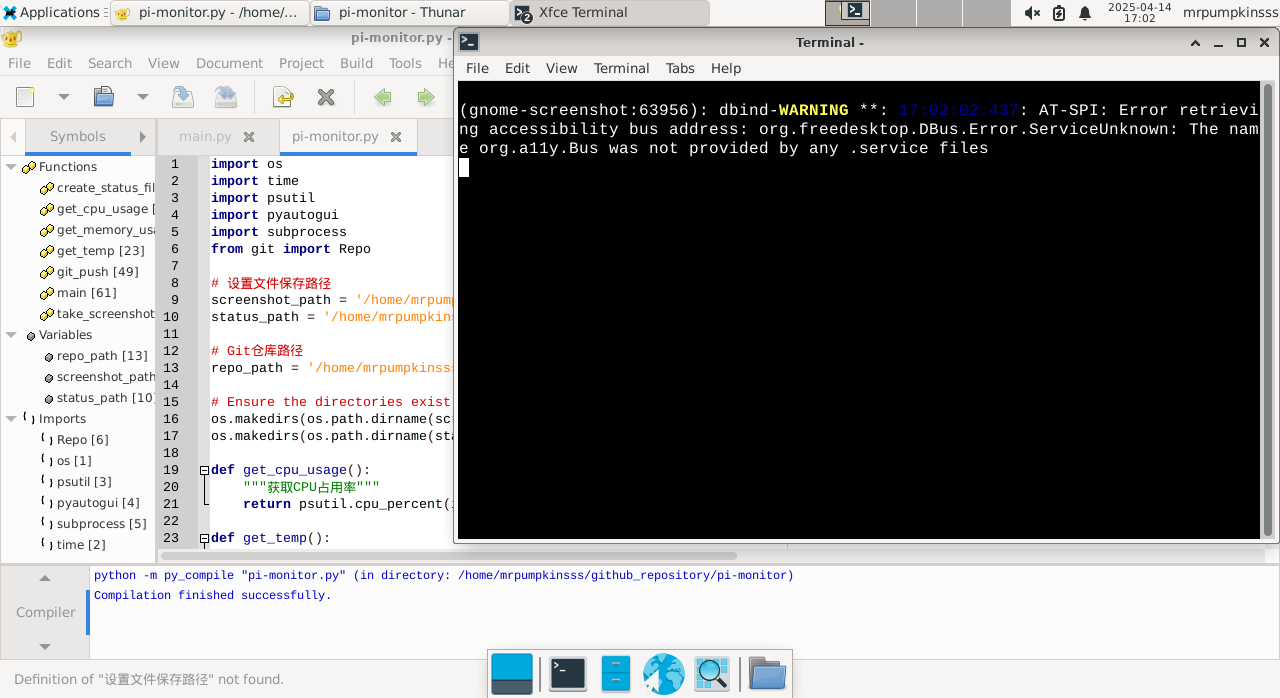 Applications
pi-monitor.py - /home/...
pi-monitor - Thunar
2
Xfce Terminal
2025-04-14
17:02
mrpumpkinsss
pi-monitor.py -
File Edit Search View Document Project Build Tools He
Terminal -
File Edit View Terminal Tabs Help
Symbols
main.py
pi-monitor.py
Functions
create_status_fil
get_cpu_usage [
get_memory_usa
get_temp [23]
git_push [49]
main [61]
take_screenshot
Variables
repo_path [13]
screenshot_path
status_path [10]
Imports
Repo [6]
os [1]
psutil [3]
pyautogui [4]
subprocess [5]
time [2]
1 import os
2 import time
3 import psutil
4 import pyautogui
5 import subprocess
6 from git import Repo
7
8 # 设置文件保存路径
9 screenshot_path = '/home/mrpump
10 status_path = '/home/mrpumpkins
11
12 # Git仓库路径
13 repo_path = '/home/mrpumpkinsss
14
15 # Ensure the directories exist
16 os.makedirs(os.path.dirname(scr
17 os.makedirs(os.path.dirname(sta
18
19 def get_cpu_usage():
20 """获取CPU占用率"""
21 return psutil.cpu_percent(i
22
23 def get_temp():
(gnome-screenshot:63956): dbind-WARNING **: 17:02:02.437: AT-SPI: Error retrievi
ng accessibility bus address: org.freedesktop.DBus.Error.ServiceUnknown: The nam
e org.a11y.Bus was not provided by any .service files
Compiler
python -m py_compile "pi-monitor.py" (in directory: /home/mrpumpkinsss/github_repository/pi-monitor)
Compilation finished successfully.
Definition of "设置文件保存路径" not found.